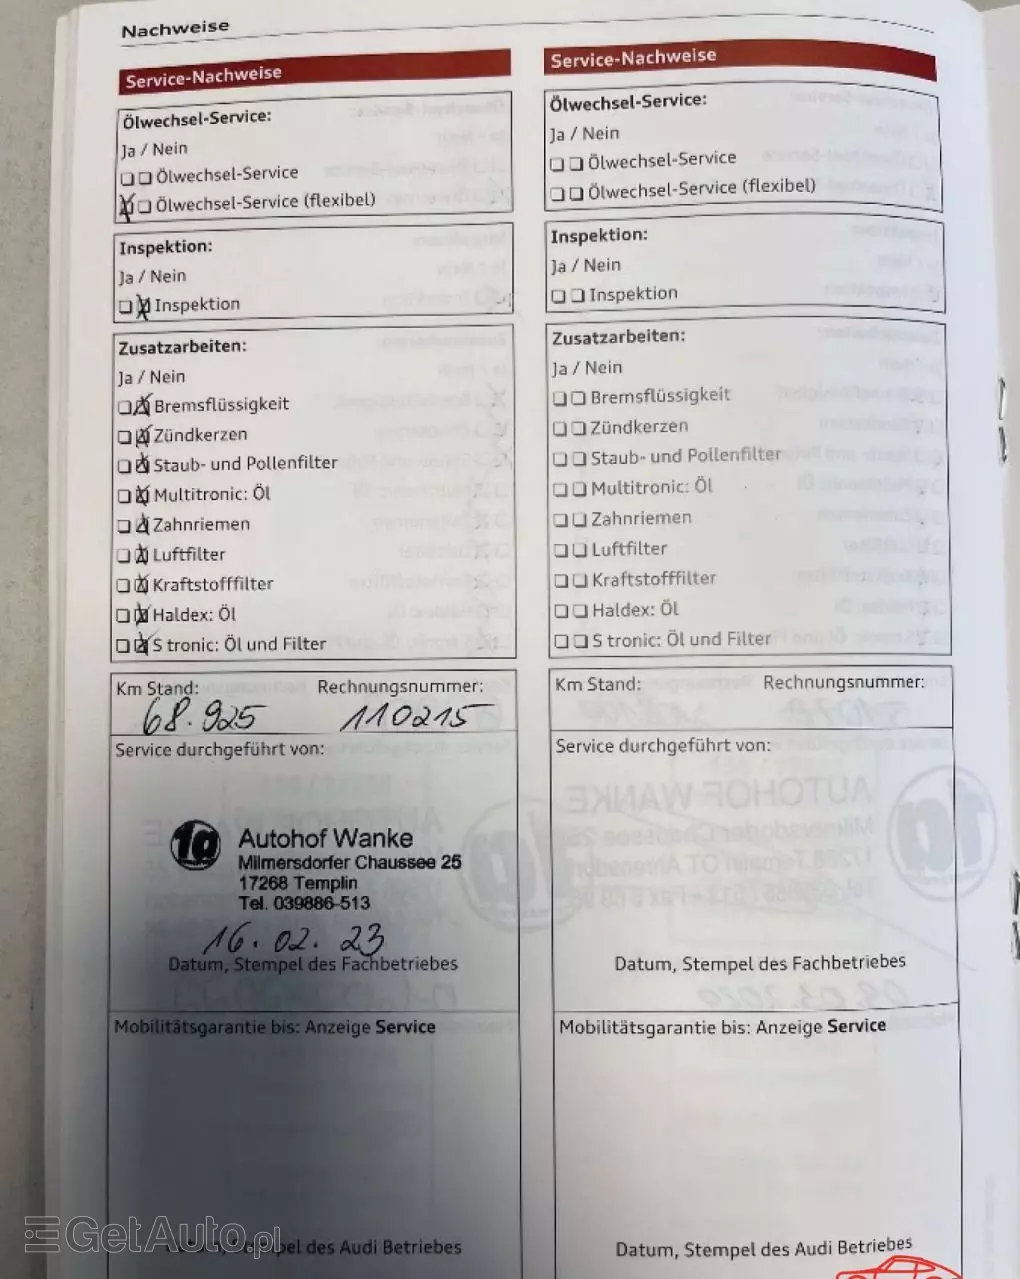 Nachweise
Service-Nachweise
Ölwechsel-Service:
Ja / Nein
Ölwechsel-Service
Ölwechsel-Service (flexibel)
Inspektion:
Ja / Nein
Inspektion
Zusatzarbeiten:
Ja / Nein
Bremsflüssigkeit
Zündkerzen
Staub- und Pollenfilter
Multitronic: Öl
Zahnriemen
Luftfilter
Kraftstofffilter
Haldex: Öl
S tronic: Öl und Filter
Km Stand: Rechnungsnummer:
68.925 110215
Service durchgeführt von:
1a Autohof Wanke
Milmersdorfer Chaussee 25
17268 Templin
Tel. 039886-513
16.02.23
Datum, Stempel des Fachbetriebes
Mobilitätsgarantie bis: Anzeige Service
Datum, Stempel des Audi Betriebes
Service-Nachweise
Ölwechsel-Service:
Ja / Nein
Ölwechsel-Service
Ölwechsel-Service (flexibel)
Inspektion:
Ja / Nein
Inspektion
Zusatzarbeiten:
Ja / Nein
Bremsflüssigkeit
Zündkerzen
Staub- und Pollenfilter
Multitronic: Öl
Zahnriemen
Luftfilter
Kraftstofffilter
Haldex: Öl
S tronic: Öl und Filter
Km Stand: Rechnungsnummer:
Service durchgeführt von:
Datum, Stempel des Fachbetriebes
Mobilitätsgarantie bis: Anzeige Service
Datum, Stempel des Audi Betriebes
GetAuto.pl